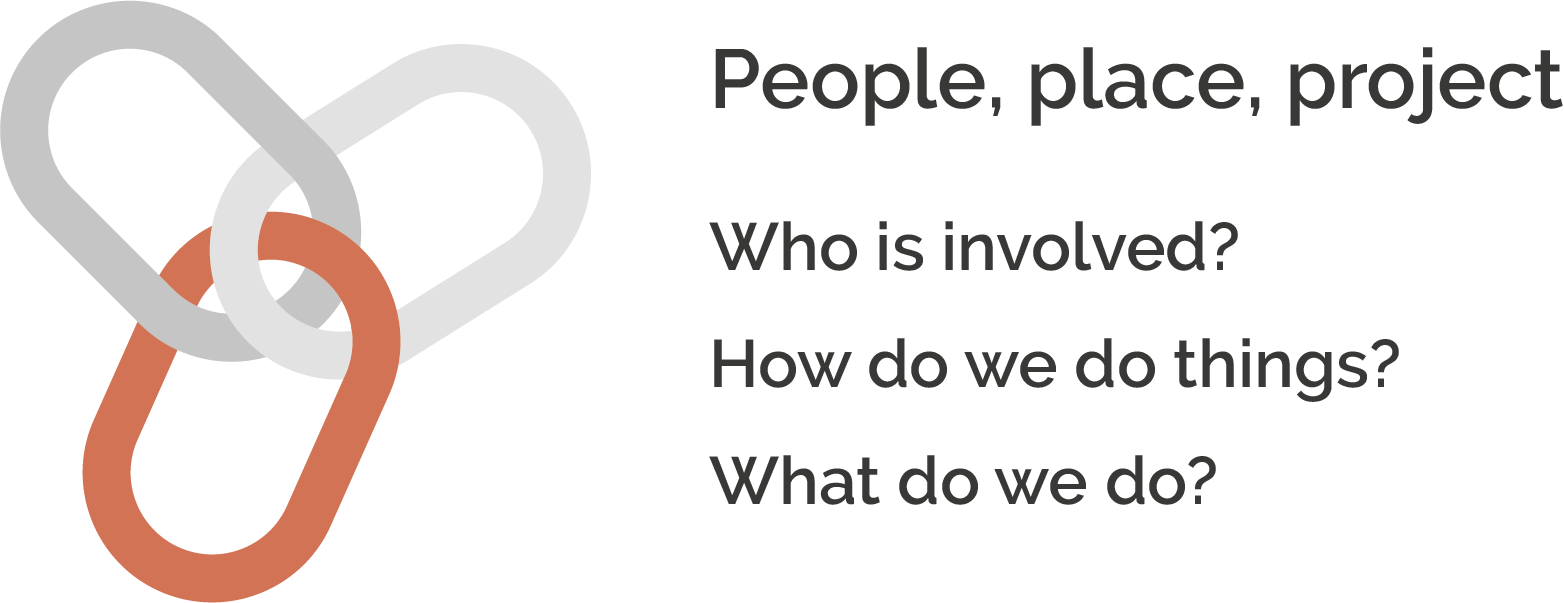 People, place, project
Who is involved?
How do we do things?
What do we do?